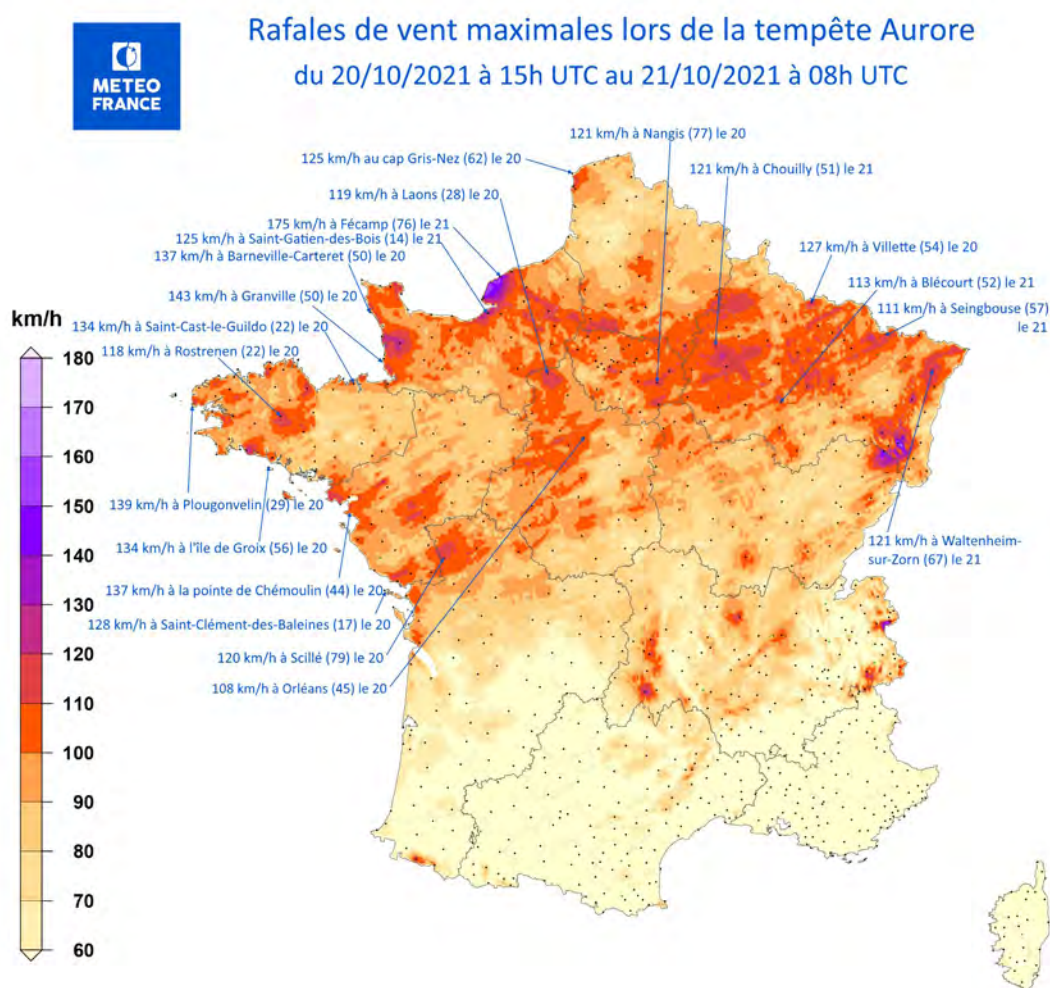 Rafales de vent maximales lors de la tempête Aurore
du 20/10/2021 à 15h UTC au 21/10/2021 à 08h UTC
METEO
FRANCE
121 km/h à Nangis (77) le 20
125 km/h au cap Gris-Nez (62) le 20
121 km/h à Chouilly (51) le 21
119 km/h à Laons (28) le 20
175 km/h à Fécamp (76) le 21
125 km/h à Saint-Gatien-des-Bois (14) le 21
127 km/h à Villette (54) le 20
137 km/h à Barneville-Carteret (50) le 20
113 km/h à Blécourt (52) le 21
143 km/h à Granville (50) le 20
111 km/h à Seingbouse (57)
le 21
km/h
134 km/h à Saint-Cast-le-Guildo (22) le 20
118 km/h à Rostrenen (22) le 20
180
170
160
150
140
130
120
110
100
90
80
70
60
139 km/h à Plougonvelin (29) le 20
134 km/h à l'île de Groix (56) le 20
121 km/h à Waltenheim-
sur-Zorn (67) le 21
137 km/h à la pointe de Chémoulin (44) le 20
128 km/h à Saint-Clément-des-Baleines (17) le 20
120 km/h à Scillé (79) le 20
108 km/h à Orléans (45) le 20